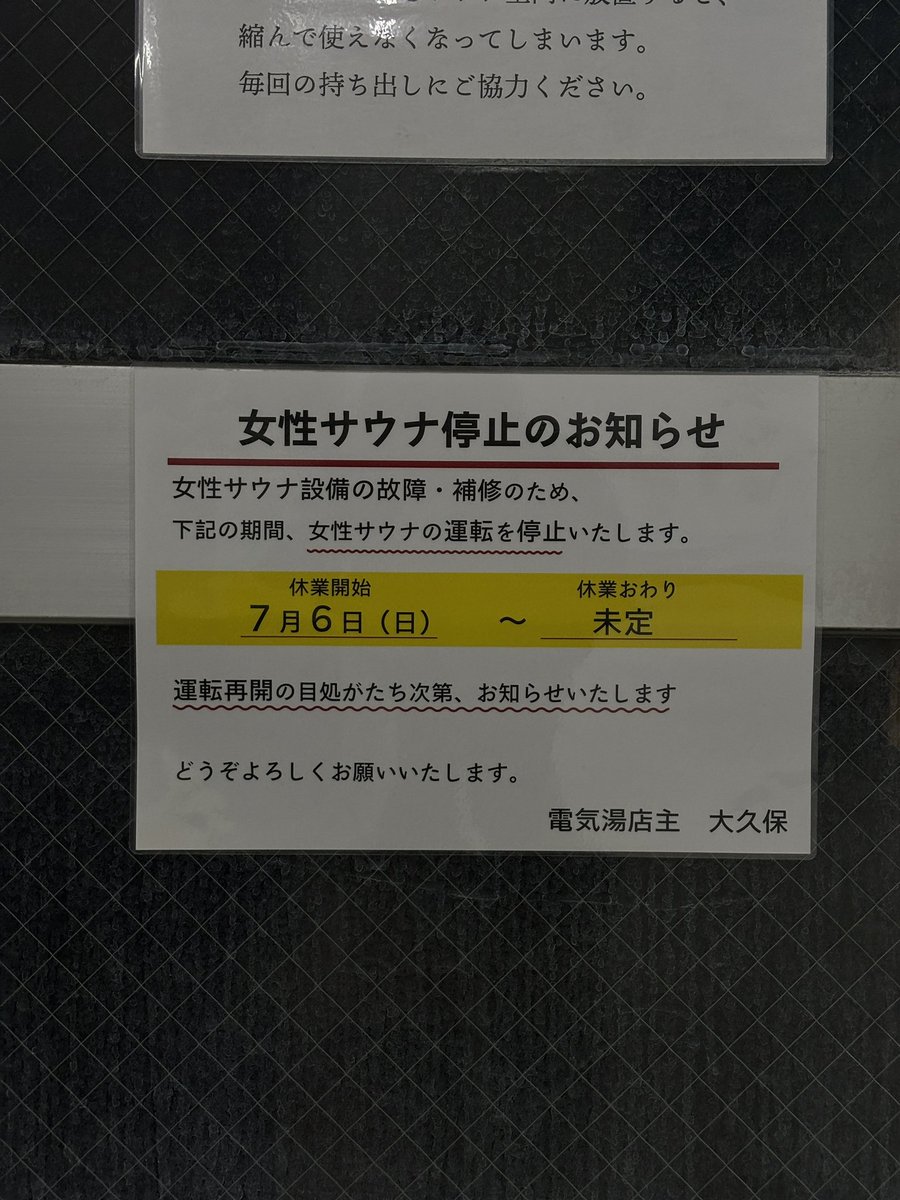 縮んで使えなくなってしまいます。
毎回の持ち出しにご協力ください。
女性サウナ停止のお知らせ
女性サウナ設備の故障・補修のため、
下記の期間、女性サウナの運転を停止いたします。
休業開始 休業おわり
7月6日(日) 〜 未定
運転再開の目処がたち次第、お知らせいたします
どうぞよろしくお願いいたします。
電気湯店主 大久保